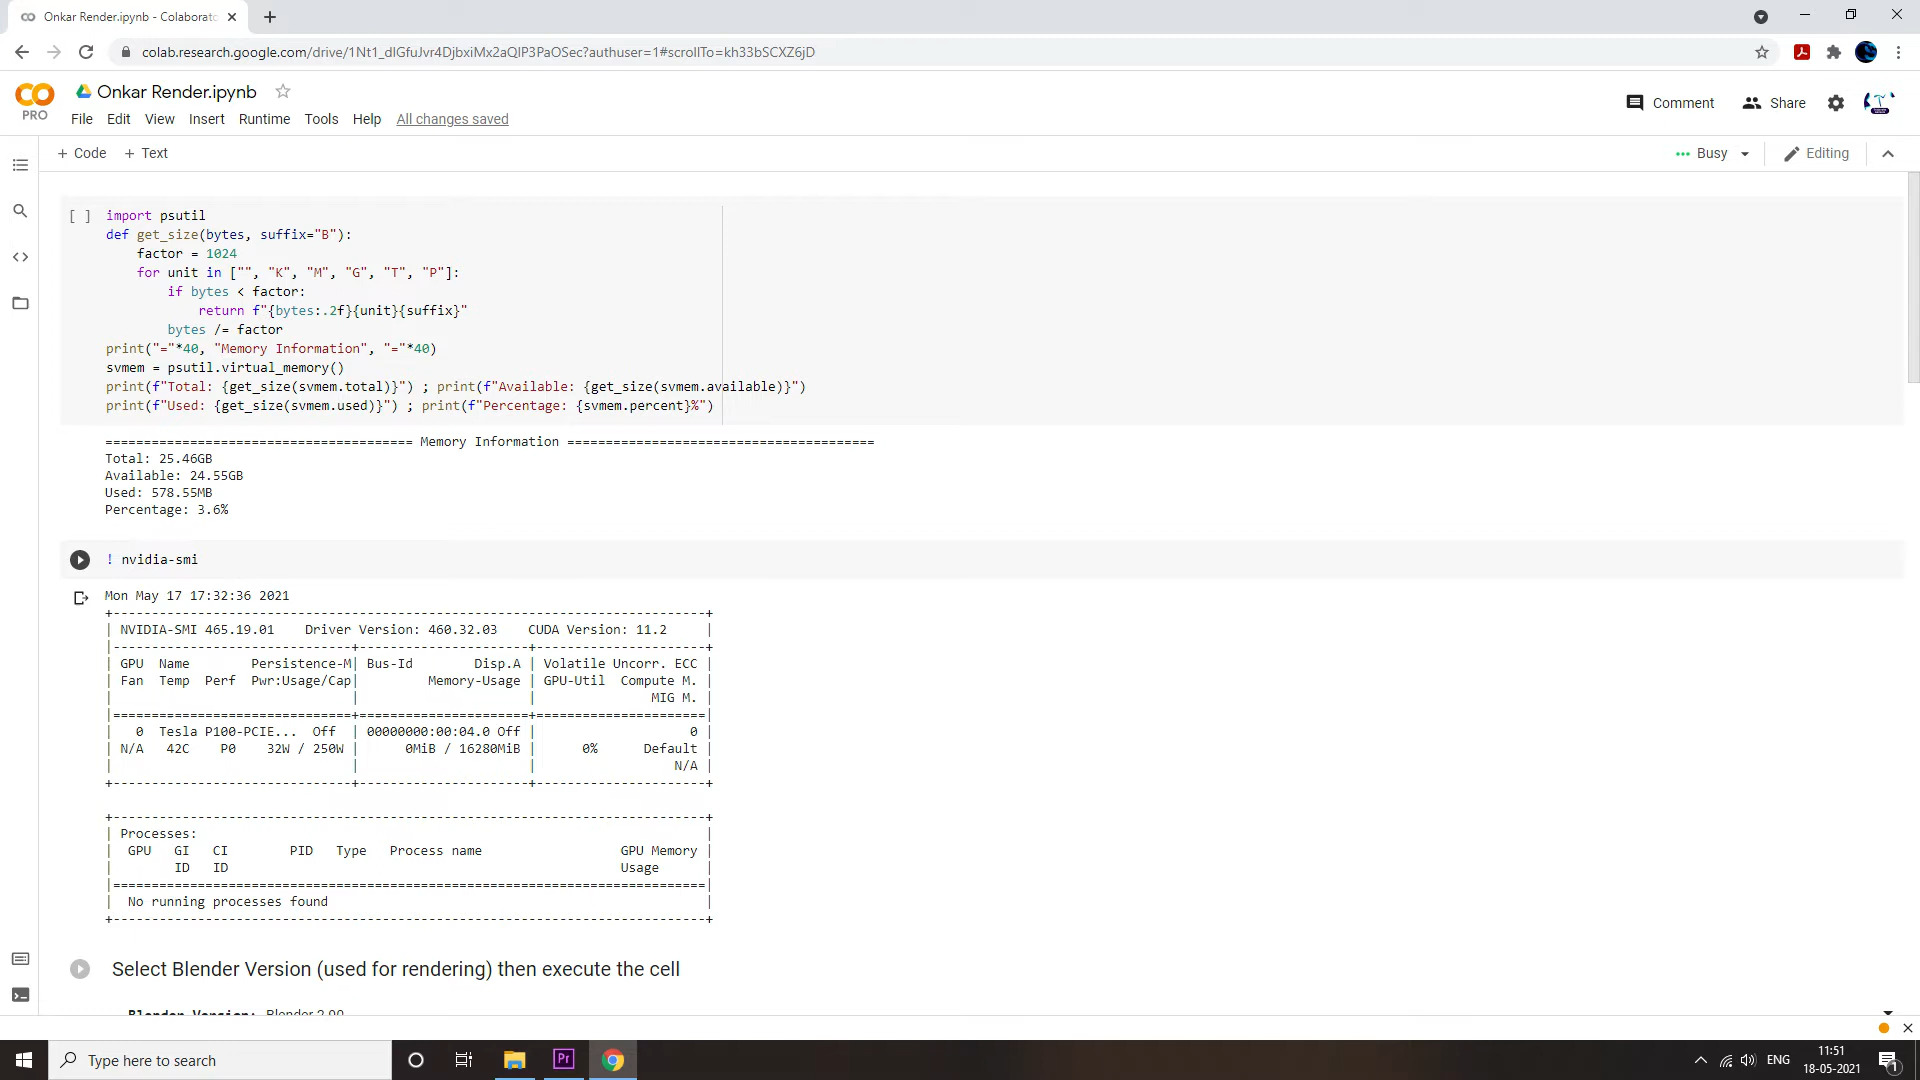 Onkar Render.ipynb - Colaborato
colab.research.google.com/drive/1Nt1_dlGfuJvr4DjbxiMx2aQIP3PaOSec?authuser=1#scrollTo=kh33bSCXZ6jD
CO
PRO
Onkar Render.ipynb
File Edit View Insert Runtime Tools Help All changes saved
Comment Share
+ Code + Text
Busy Editing
[ ] import psutil
def get_size(bytes, suffix="B"):
    factor = 1024
    for unit in ["", "K", "M", "G", "T", "P"]:
        if bytes < factor:
            return f"{bytes:.2f}{unit}{suffix}"
        bytes /= factor
print("="*40, "Memory Information", "="*40)
svmem = psutil.virtual_memory()
print(f"Total: {get_size(svmem.total)}") ; print(f"Available: {get_size(svmem.available)}")
print(f"Used: {get_size(svmem.used)}") ; print(f"Percentage: {svmem.percent}%")
======================================== Memory Information ========================================
Total: 25.46GB
Available: 24.55GB
Used: 578.55MB
Percentage: 3.6%
! nvidia-smi
Mon May 17 17:32:36 2021
+-----------------------------------------------------------------------------+
| NVIDIA-SMI 465.19.01    Driver Version: 460.32.03    CUDA Version: 11.2     |
|-------------------------------+----------------------+----------------------+
| GPU  Name        Persistence-M| Bus-Id        Disp.A | Volatile Uncorr. ECC |
| Fan  Temp  Perf  Pwr:Usage/Cap|         Memory-Usage | GPU-Util  Compute M. |
|                               |                      |               MIG M. |
|===============================+======================+======================|
|   0  Tesla P100-PCIE...  Off  | 00000000:00:04.0 Off |                    0 |
| N/A   42C    P0    32W / 250W |      0MiB / 16280MiB |      0%      Default |
|                               |                      |                  N/A |
+-------------------------------+----------------------+----------------------+
+-----------------------------------------------------------------------------+
| Processes:                                                                  |
|  GPU   GI   CI        PID   Type   Process name                  GPU Memory |
|        ID   ID                                                   Usage      |
|=============================================================================|
|  No running processes found                                                 |
+-----------------------------------------------------------------------------+
Select Blender Version (used for rendering) then execute the cell
Blender Version: Blender 2.90
Type here to search
Pr
ENG
11:51
18-05-2021
1